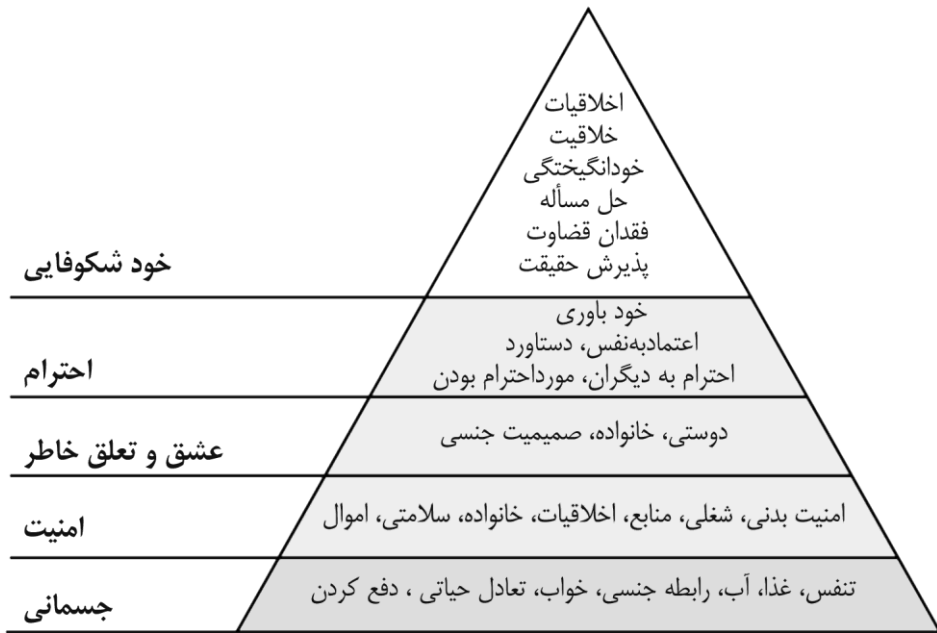 اخلاقیات
خلاقیت
خودانگیختگی
حل مسأله
فقدان قضاوت
پذیرش حقیقت
خود شکوفایی
خود باوری
اعتمادبه‌نفس، دستاورد
احترام به دیگران، مورداحترام بودن
احترام
دوستی، خانواده، صمیمیت جنسی
عشق و تعلق خاطر
امنیت بدنی، شغلی، منابع، اخلاقیات، خانواده، سلامتی، اموال
امنیت
تنفس، غذا، آب، رابطه جنسی، خواب، تعادل حیاتی ، دفع کردن
جسمانی